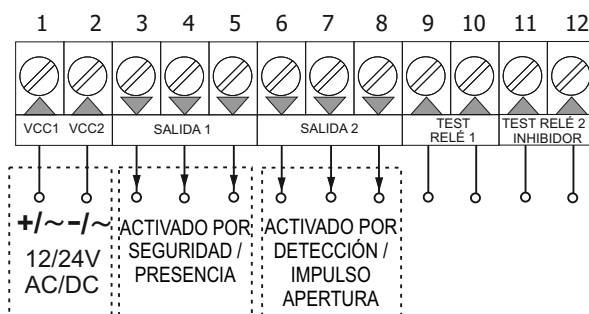 1 2 3 4 5 6 7 8 9 10 11 12
VCC1 VCC2 SALIDA 1 SALIDA 2 TEST RELÉ 1 TEST RELÉ 2 INHIBIDOR
+/~ -/~
12/24V
AC/DC
ACTIVADO POR
SEGURIDAD /
PRESENCIA
ACTIVADO POR
DETECCIÓN /
IMPULSO
APERTURA